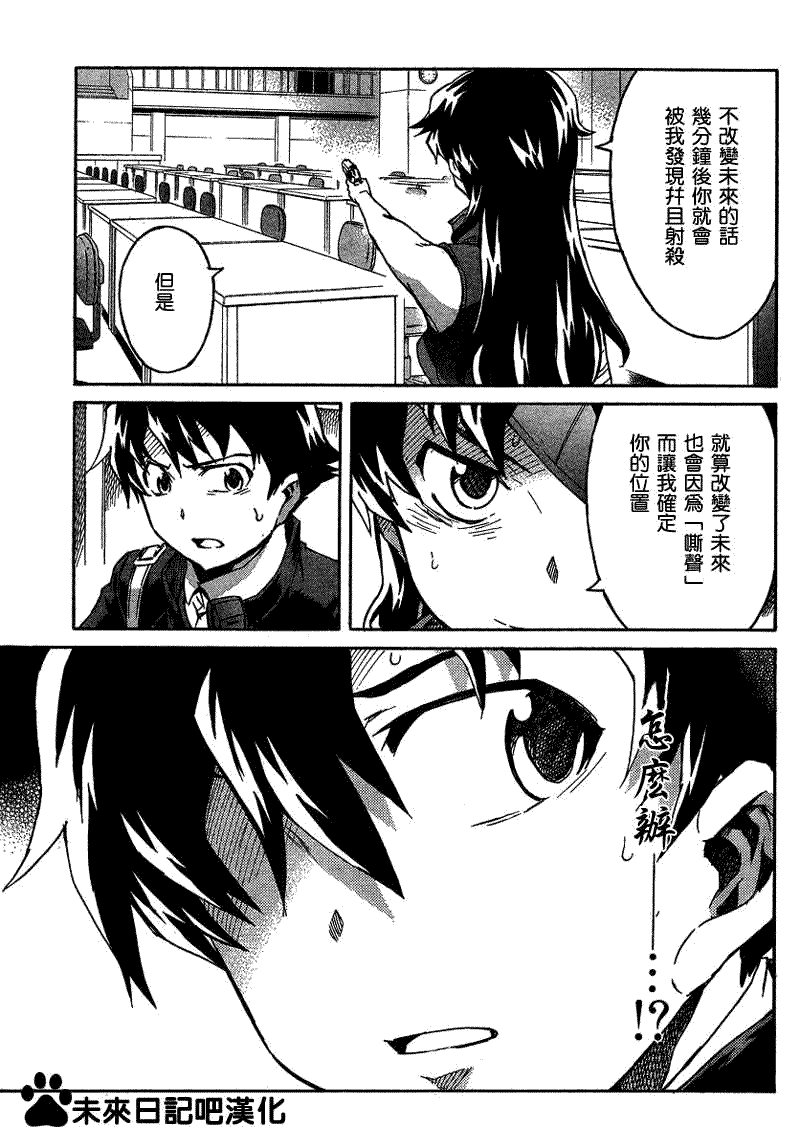 不改變未來的話
幾分鐘後你就會
被我發現幷且射殺
但是
就算改變了未來
也會因爲「嘶聲」
而讓我確定
你的位置
怎麼辦
…!?
未來日記吧漢化